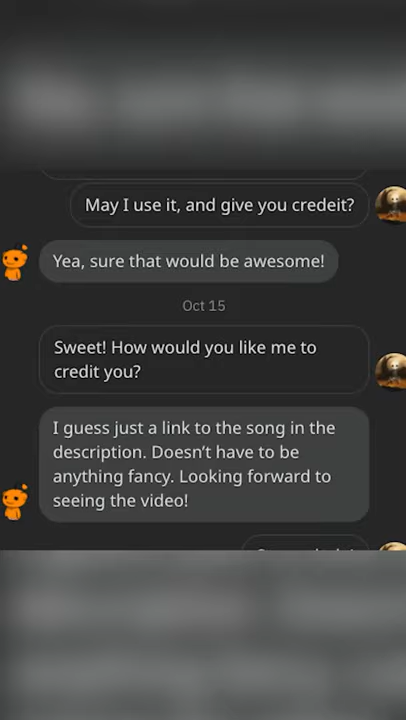 May I use it, and give you credeit?
Yea, sure that would be awesome!
Oct 15
Sweet! How would you like me to
credit you?
I guess just a link to the song in the
description. Doesn't have to be
anything fancy. Looking forward to
seeing the video!